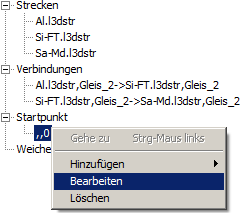 Strecken
Al.l3dstr
Si-FT.l3dstr
Sa-Md.l3dstr
Verbindungen
Al.l3dstr,Gleis_2->Si-FT.l3dstr,Gleis_2
Si-FT.l3dstr,Gleis_2->Sa-Md.l3dstr,Gleis_2
Startpunkt
,,0
Weiche
Gehe zu Strg-Maus links
Hinzufügen
Bearbeiten
Löschen